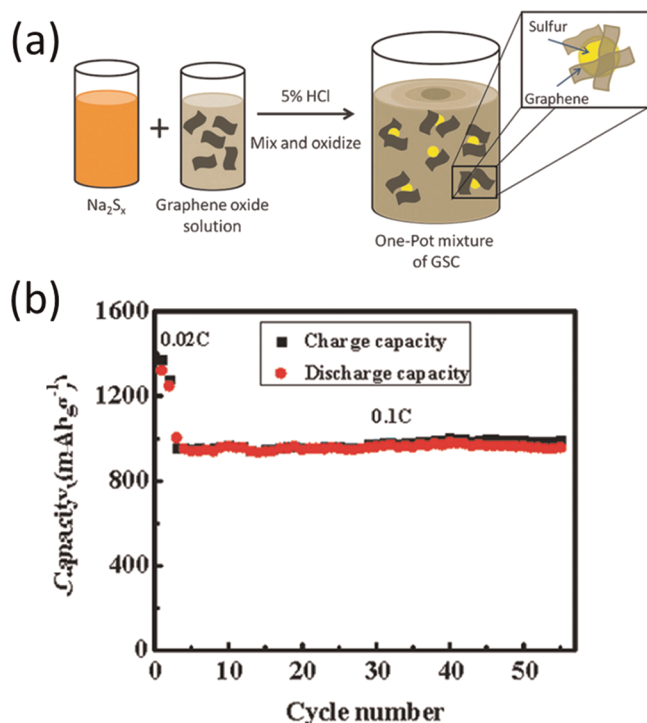 (a)
Sulfur
Graphene
5% HCl
Mix and oxidize
+
Na₂Sₓ
Graphene oxide
solution
One-Pot mixture
of GSC
(b)
1600
1200
800
400
0
Capacity (mAh g⁻¹)
0.02C
Charge capacity
Discharge capacity
0.1C
0 10 20 30 40 50
Cycle number